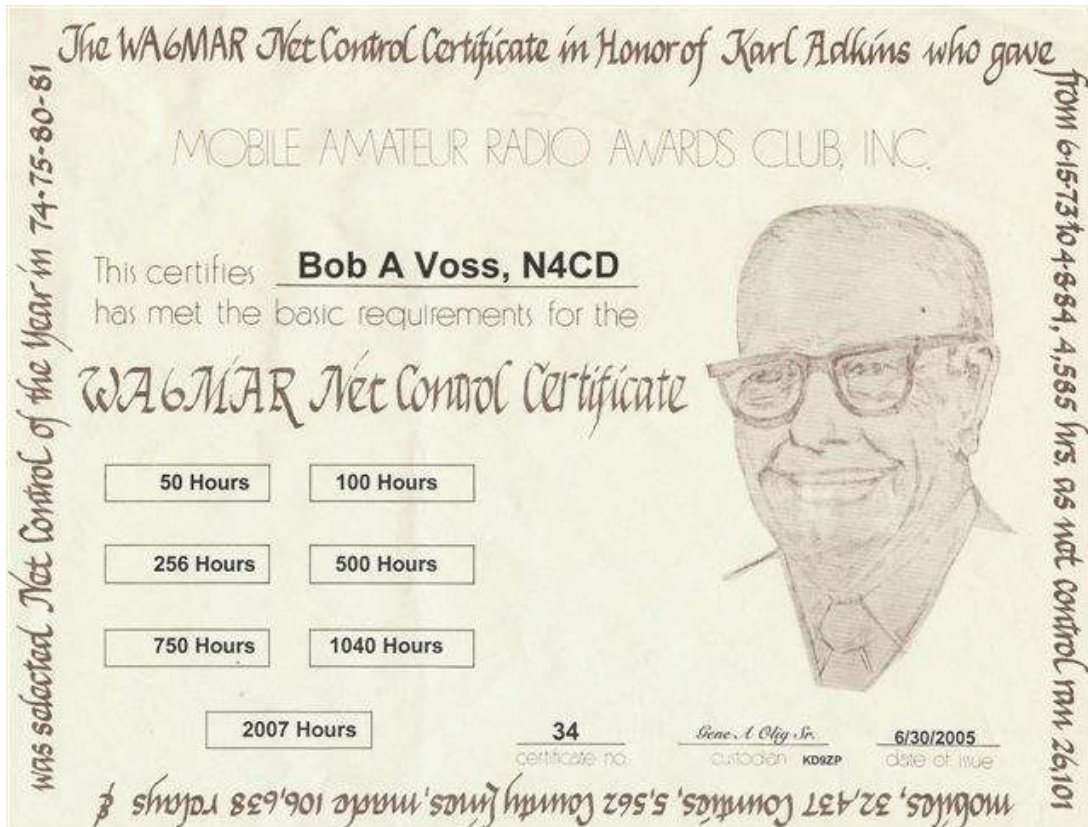 The WA6MAR Net Control Certificate in Honor of Karl Adkins who gave
from 6-15-73 to 4-8-84, 4,585 hrs. as net control ran 26,101
mobiles, 32,437 Counties, 5,562 County Lines, made 106,638 relays &
was selected Net Control of the Year in 74-75-80-81
MOBILE AMATEUR RADIO AWARDS CLUB, INC.
This certifies Bob A Voss, N4CD
has met the basic requirements for the
WA6MAR Net Control Certificate
50 Hours 100 Hours
256 Hours 500 Hours
750 Hours 1040 Hours
2007 Hours
34 Gene A Olig Sr. 6/30/2005
certificate no. custodian KD9ZP date of issue